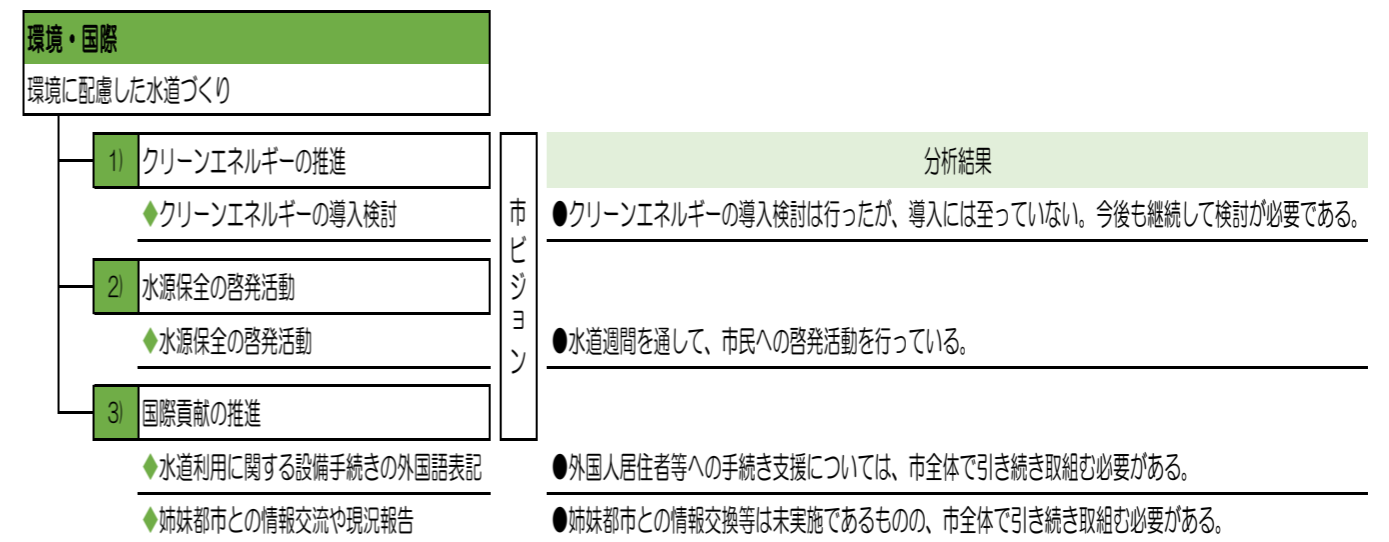 環境・国際
環境に配慮した水道づくり
1) クリーンエネルギーの推進
分析結果
◆クリーンエネルギーの導入検討
●クリーンエネルギーの導入検討は行ったが、導入には至っていない。今後も継続して検討が必要である。
市ビジョン
2) 水源保全の啓発活動
◆水源保全の啓発活動
●水道週間を通して、市民への啓発活動を行っている。
3) 国際貢献の推進
◆水道利用に関する設備手続きの外国語表記
●外国人居住者等への手続き支援については、市全体で引き続き取組む必要がある。
◆姉妹都市との情報交流や現況報告
●姉妹都市との情報交換等は未実施であるものの、市全体で引き続き取組む必要がある。